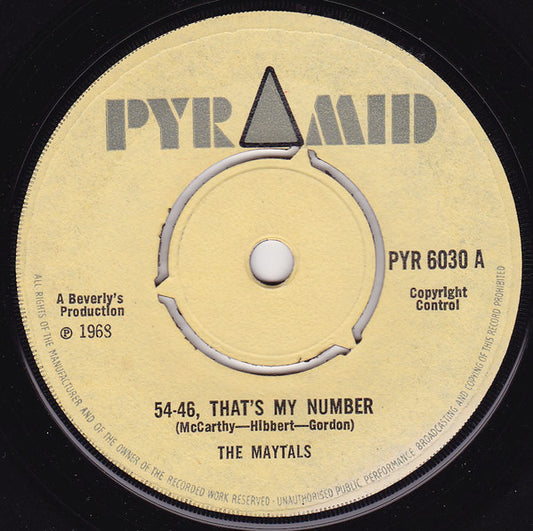 PYRAMID
PYR 6030 A
A Beverly's
Production
℗ 1968
Copyright
Control
54-46, THAT'S MY NUMBER
(McCarthy—Hibbert—Gordon)
THE MAYTALS
ALL RIGHTS OF THE MANUFACTURER AND OF THE OWNER OF THE RECORDED WORK RESERVED · UNAUTHORISED PUBLIC PERFORMANCE BROADCASTING AND COPYING OF THIS RECORD PROHIBITED